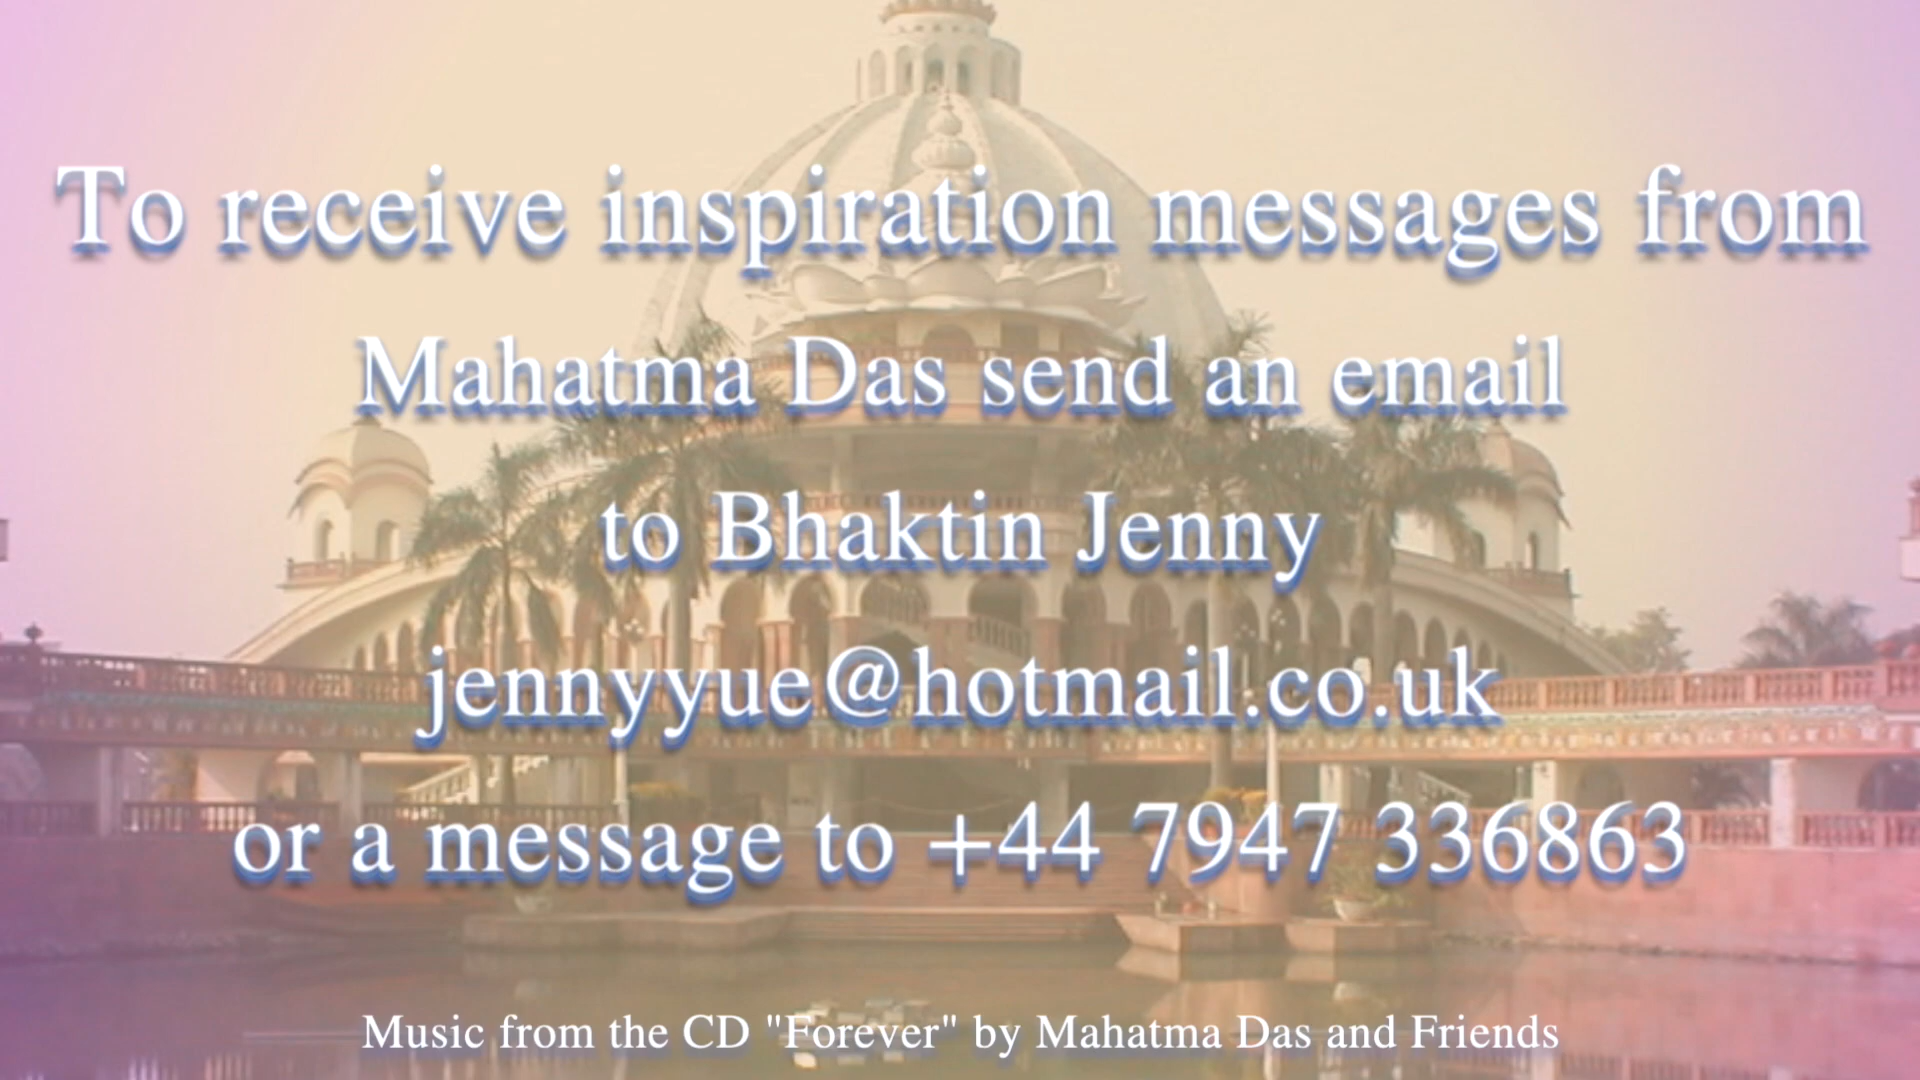 To receive inspiration messages from
Mahatma Das send an email
to Bhaktin Jenny
jennyyue@hotmail.co.uk
or a message to +44 7947 336863
Music from the CD "Forever" by Mahatma Das and Friends